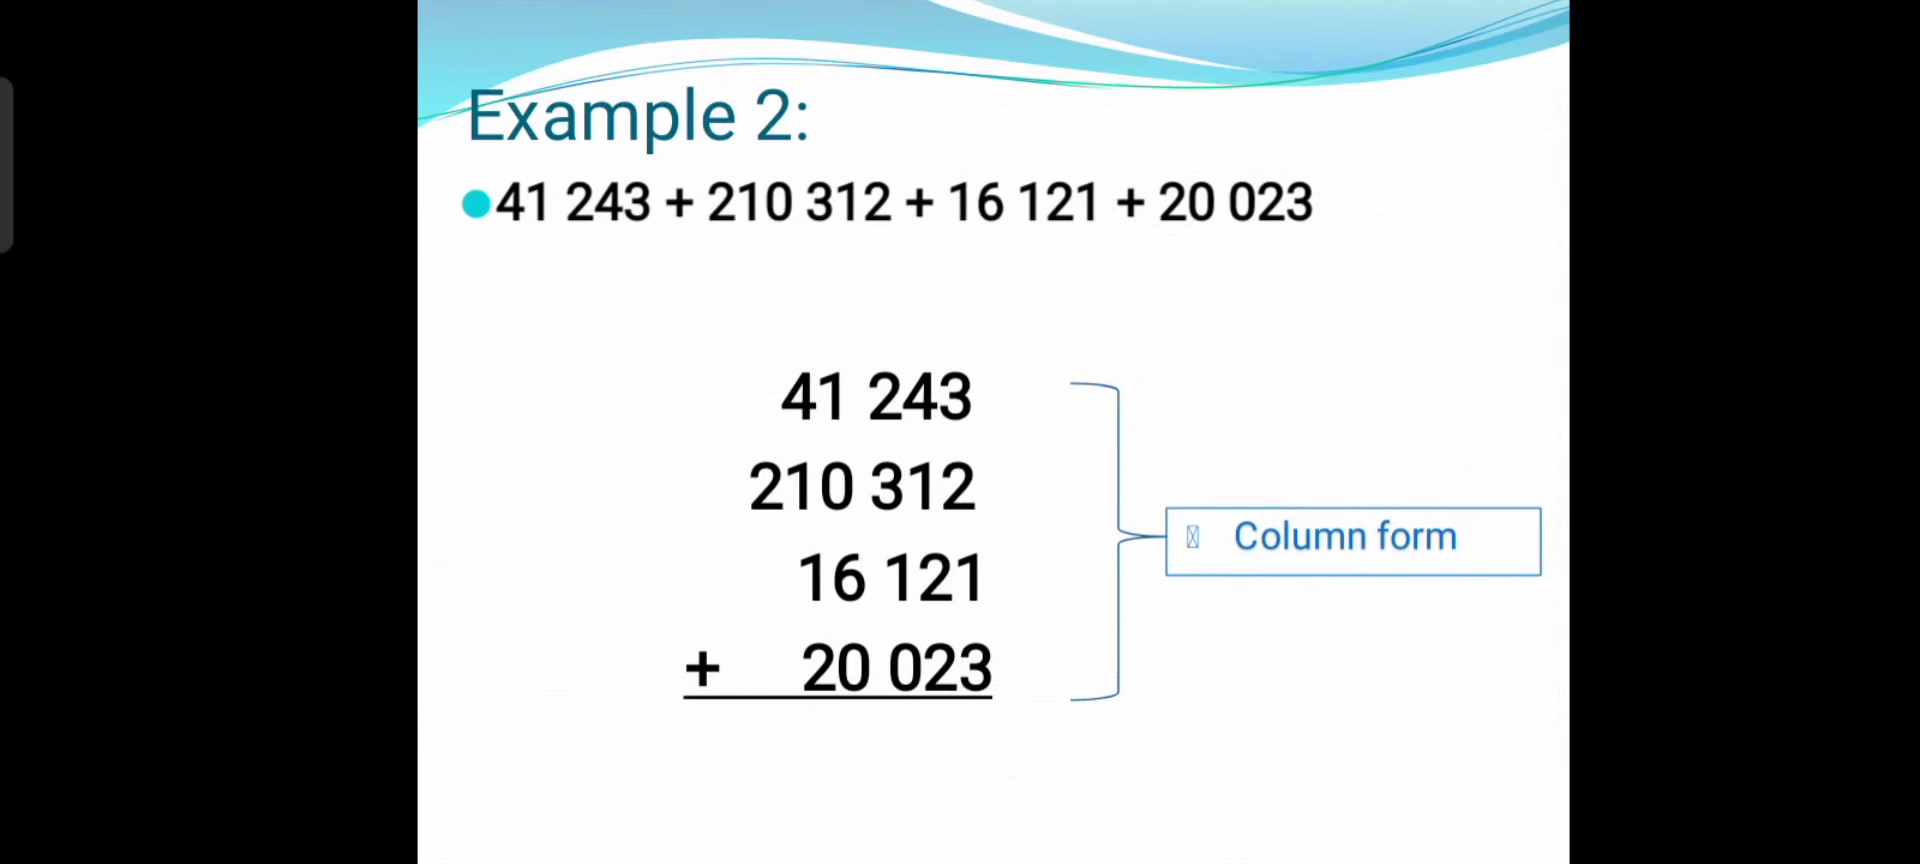 Example 2:
41 243 + 210 312 + 16 121 + 20 023
41 243
210 312
16 121
+ 20 023
Column form